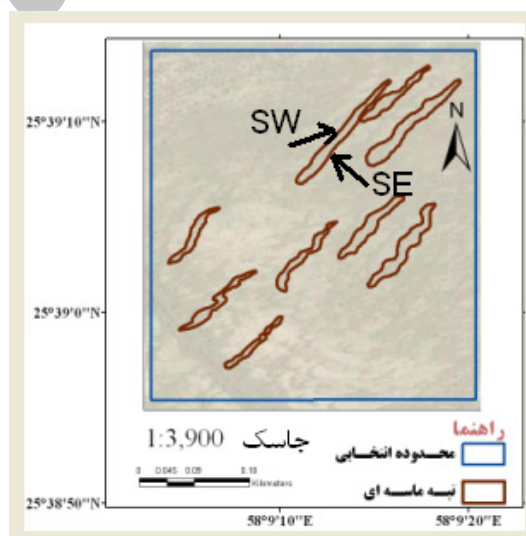 N
25°39'10"N
SW
SE
25°39'0"N
راهنما
جاسک 1:3,900
محدوده انتخابی
0 0.045 0.09 0.18
Kilometers
تپه ماسه ای
25°38'50"N
58°9'10"E 58°9'20"E